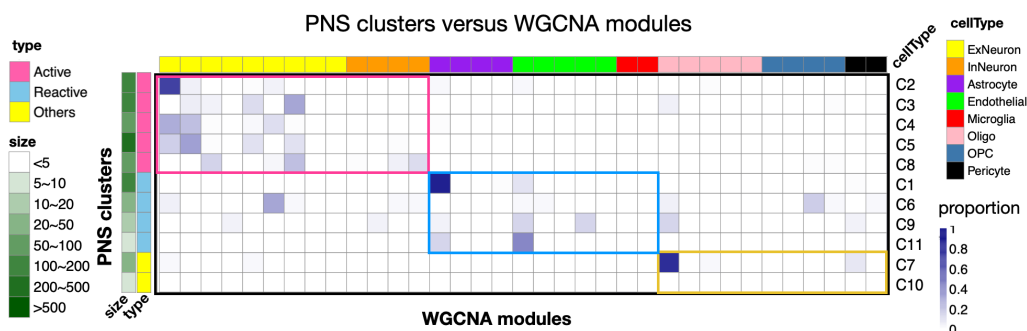 PNS clusters versus WGCNA modules
type
Active
Reactive
Others
size
<5
5~10
10~20
20~50
50~100
100~200
200~500
>500
PNS clusters
size
type
WGCNA modules
cellType
C2
C3
C4
C5
C8
C1
C6
C9
C11
C7
C10
cellType
ExNeuron
InNeuron
Astrocyte
Endothelial
Microglia
Oligo
OPC
Pericyte
proportion
1
0.8
0.6
0.4
0.2
0